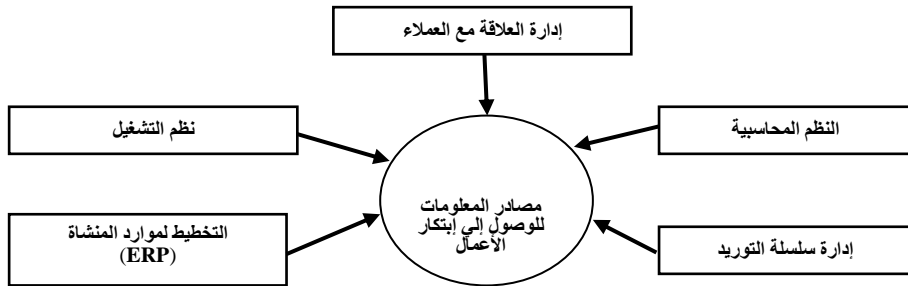 إدارة العلاقة مع العملاء
النظم المحاسبية
نظم التشغيل
مصادر المعلومات
للوصول إلي إبتكار
الأعمال
إدارة سلسلة التوريد
التخطيط لموارد المنشاة
(ERP)